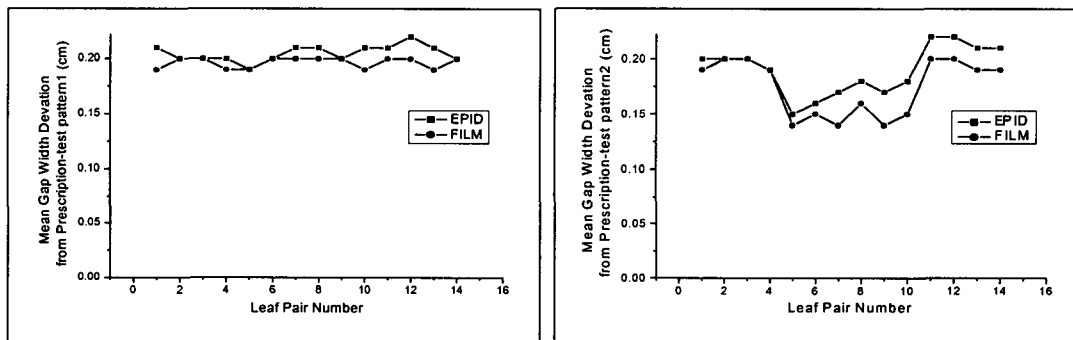 Mean Gap Width Devation
from Prescription-test pattern1 (cm)
0.20
0.15
0.10
0.05
0.00
EPID
FILM
0 2 4 6 8 10 12 14 16
Leaf Pair Number
Mean Gap Width Devation
from Prescription-test pattern2 (cm)
0.20
0.15
0.10
0.05
0.00
EPID
FILM
0 2 4 6 8 10 12 14 16
Leaf Pair Number